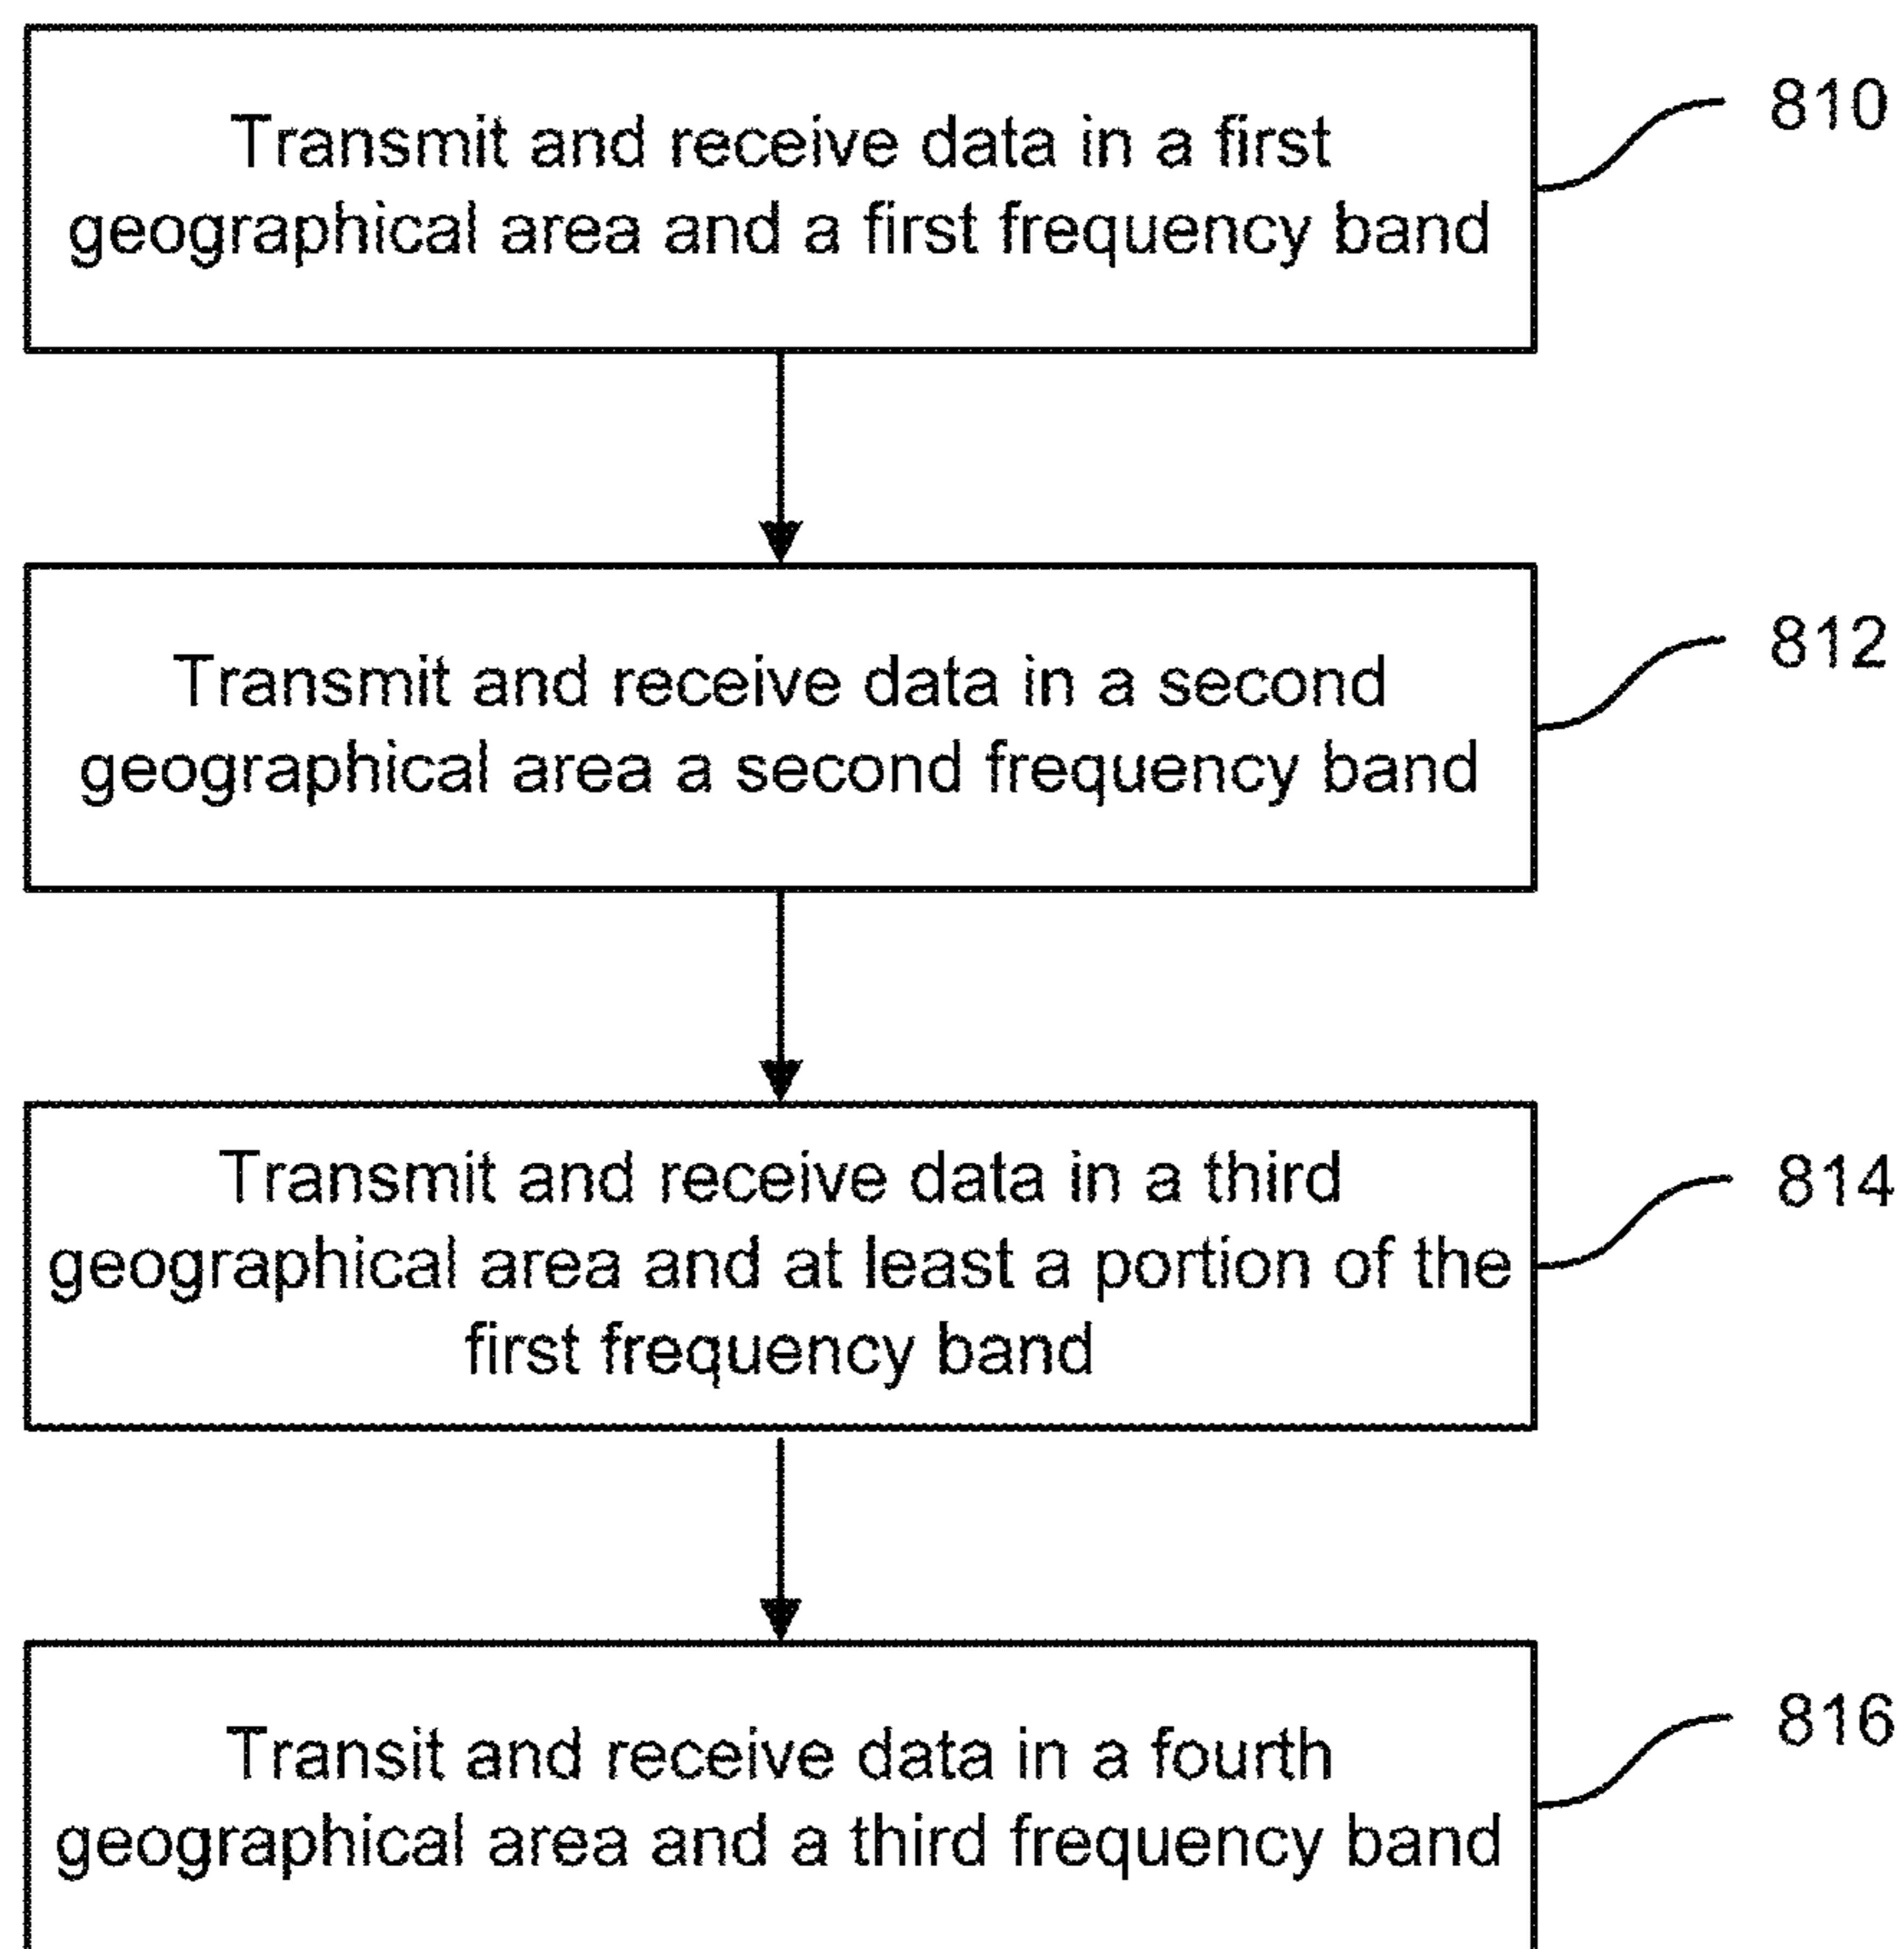 Transmit and receive data in a first
geographical area and a first frequency band
810
Transmit and receive data in a second
geographical area a second frequency band
812
Transmit and receive data in a third
geographical area and at least a portion of the
first frequency band
814
Transit and receive data in a fourth
geographical area and a third frequency band
816